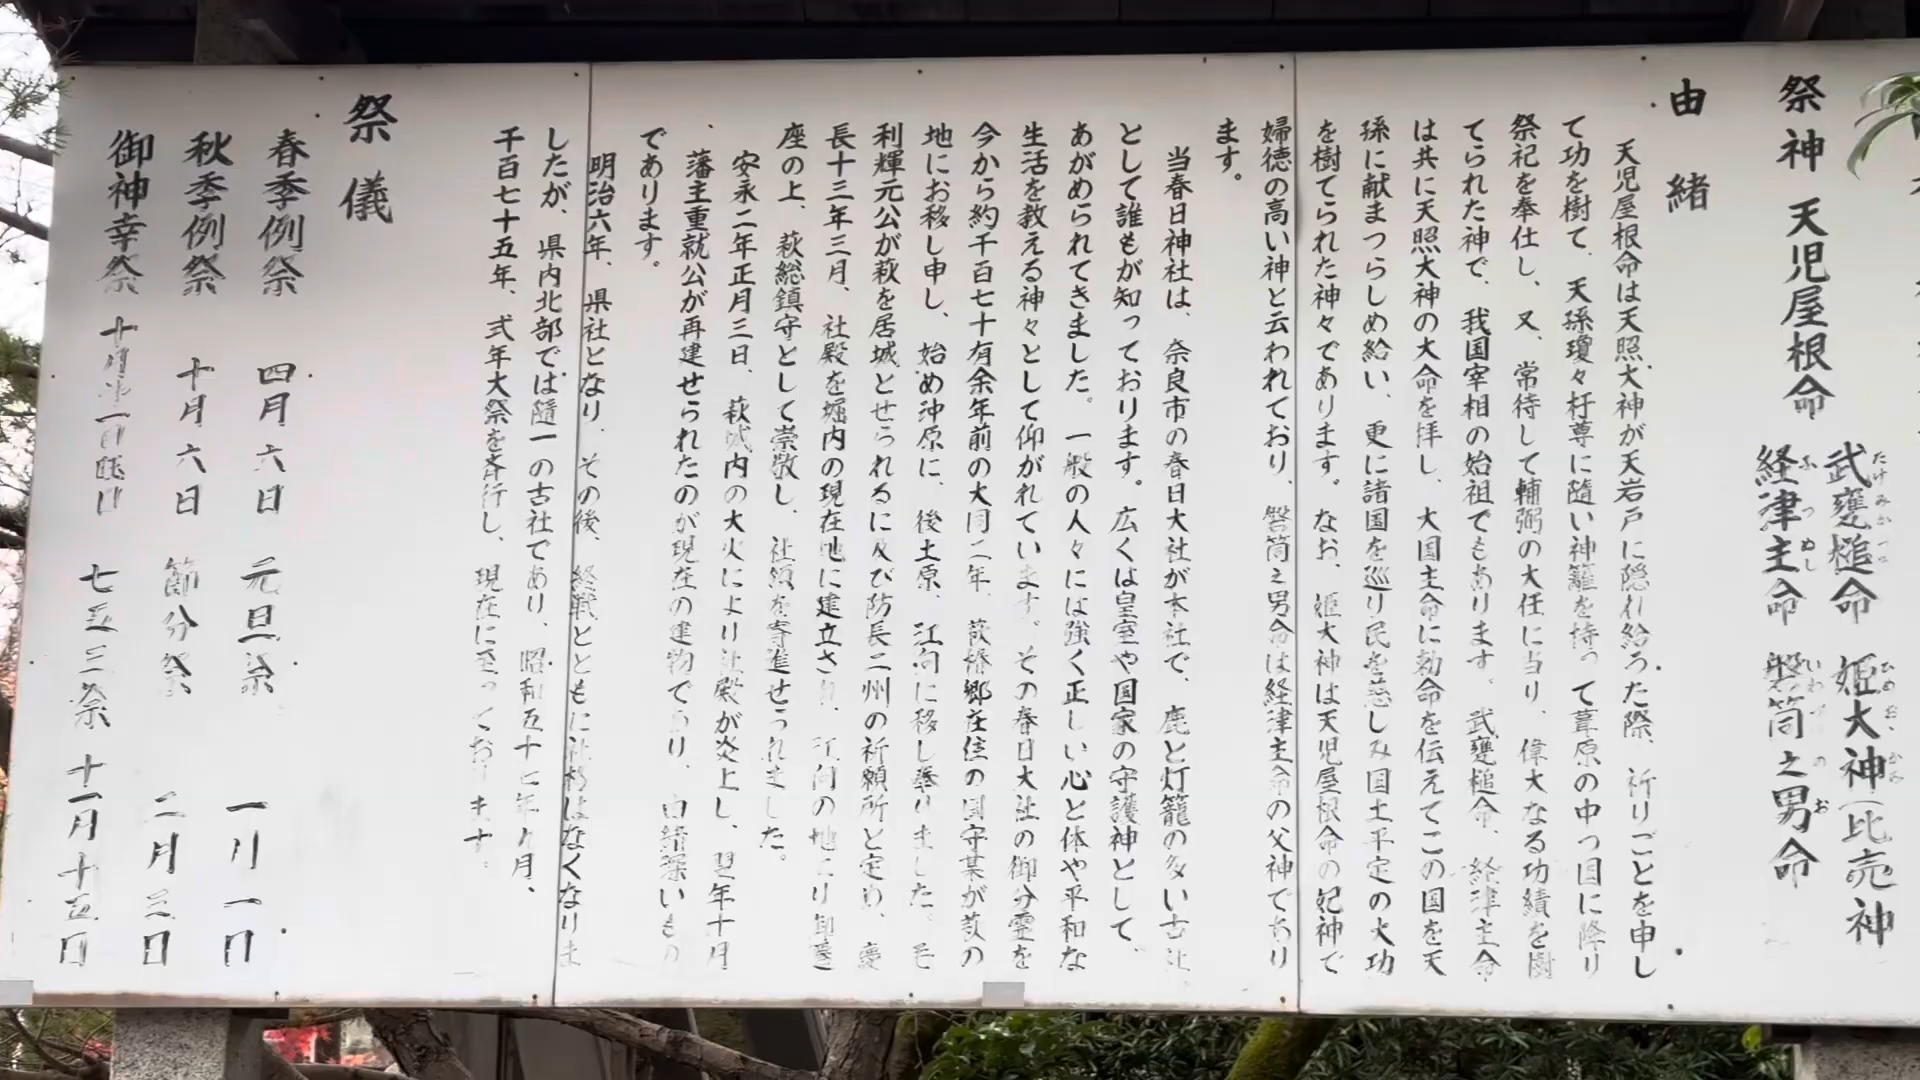 祭神 天児屋根命
武甕槌命 姫大神(比売神
たけみかづち ひめおゝかみ
経津主命 磐筒之男命
ふつぬし いわづつのお
由緒
天児屋根命は天照大神が天岩戸に隠れ給うた際、祈りごとを申し
て功を樹て、天孫瓊々杵尊に随い神籬を持って葦原の中つ国に降り
祭祀を奉仕し、又、常待して輔弼の大任に当り、偉大なる功績を樹
てられた神で、我国宰相の始祖でもあります。武甕槌命、経津主命
は共に天照大神の大命を拝し、大国主命に勅命を伝えてこの国を天
孫に献まつらしめ給い、更に諸国を巡り民を慈しみ国土平定の大功
を樹てられた神々であります。なお、姫大神は天児屋根命の妃神で
婦徳の高い神と云われており、磐筒之男命は経津主命の父神であり
ます。
当春日神社は、奈良市の春日大社が本社で、鹿と灯籠の多い古社
として誰もが知っております。広くは皇室や国家の守護神として、
あがめられてきました。一般の人々には強く正しい心と体や平和な
生活を教える神々として仰がれています。その春日大社の御分霊を
今から約千百七十有余年前の大同二年、萩椿郷在住の国守某が萩の
地にお移し申し、始め沖原に、後土原、江向に移し奉りました。毛
利輝元公が萩を居城とせられるに及び防長二州の祈願所と定め、慶
長十三年三月、社殿を堀内の現在地に建立され、江向の地より御遷
座の上、萩総鎮守として崇敬し、社領を寄進せられました。
安永二年正月三日、萩城内の大火により社殿が炎上し、翌年十月
、藩主重就公が再建せられたのが現在の建物であり、由緒深いもの
であります。
明治六年、県社となり、その後、終戦とともに社格はなくなりま
したが、県内北部では随一の古社であり、昭和五十七年九月、
千百七十五年、式年大祭を斉行し、現在に至っております。
祭儀
春季例祭 四月六日 元旦祭 一月一日
秋季例祭 十月六日 節分祭 二月三日
御神幸祭 十月第一日曜日 七五三祭 十一月十五日